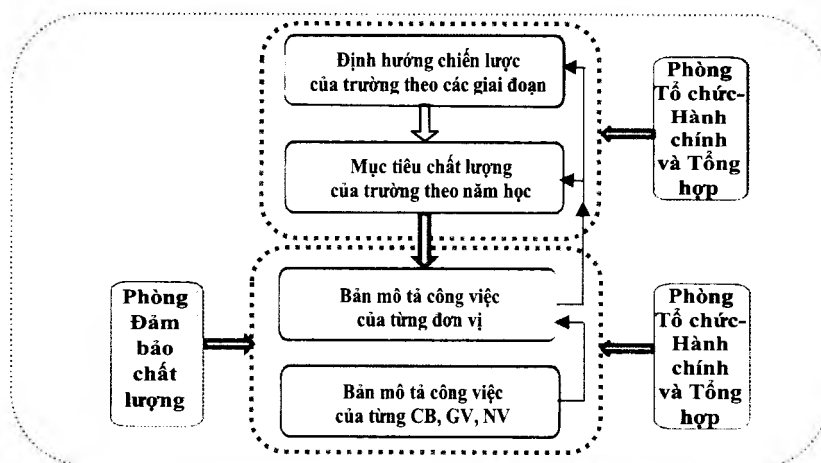 Định hướng chiến lược
của trường theo các giai đoạn
Mục tiêu chất lượng
của trường theo năm học
Phòng
Tổ chức-
Hành
chính
và Tổng
hợp
Bản mô tả công việc
của từng đơn vị
Bản mô tả công việc
của từng CB, GV, NV
Phòng
Đảm
bảo
chất
lượng
Phòng
Tổ chức-
Hành
chính
và Tổng
hợp